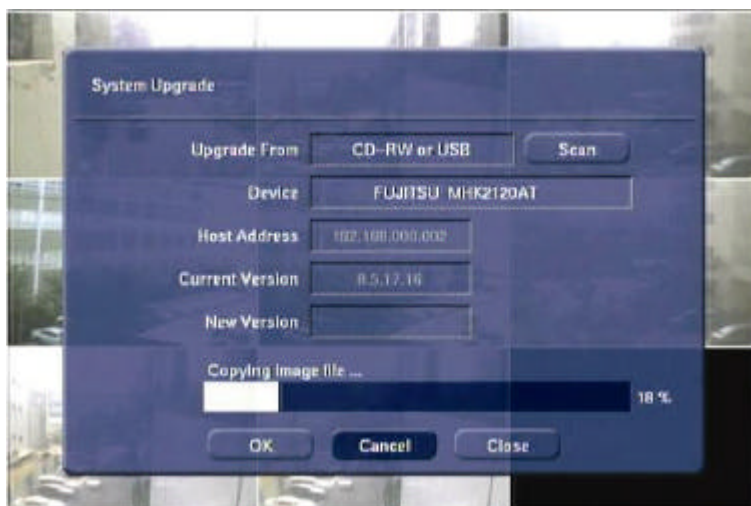 System Upgrade
Upgrade From CD-RW or USB Scan
Device FUJITSU MHK2120AT
Host Address 192.168.000.002
Current Version 8.5.17.16
New Version
Copying image file ...
18 %
OK Cancel Close